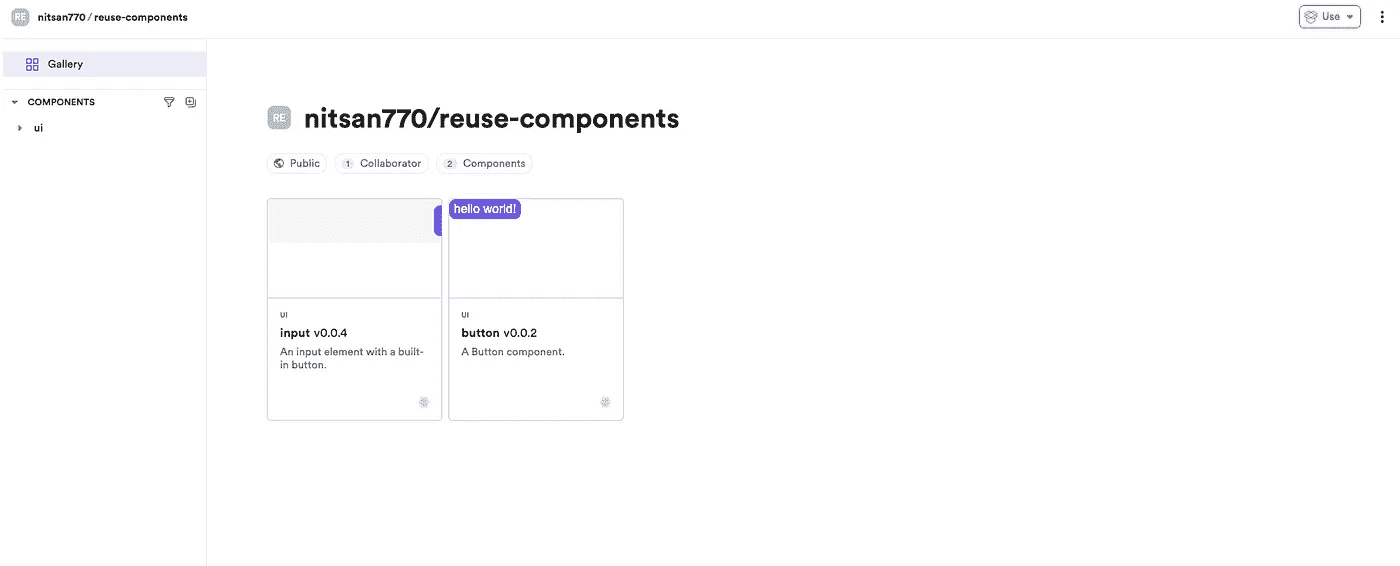 RE nitsan770 / reuse-components
Use
Gallery
COMPONENTS
ui
RE nitsan770/reuse-components
Public 1 Collaborator 2 Components
hello world!
UI
input v0.0.4
An input element with a built-
in button.
UI
button v0.0.2
A Button component.